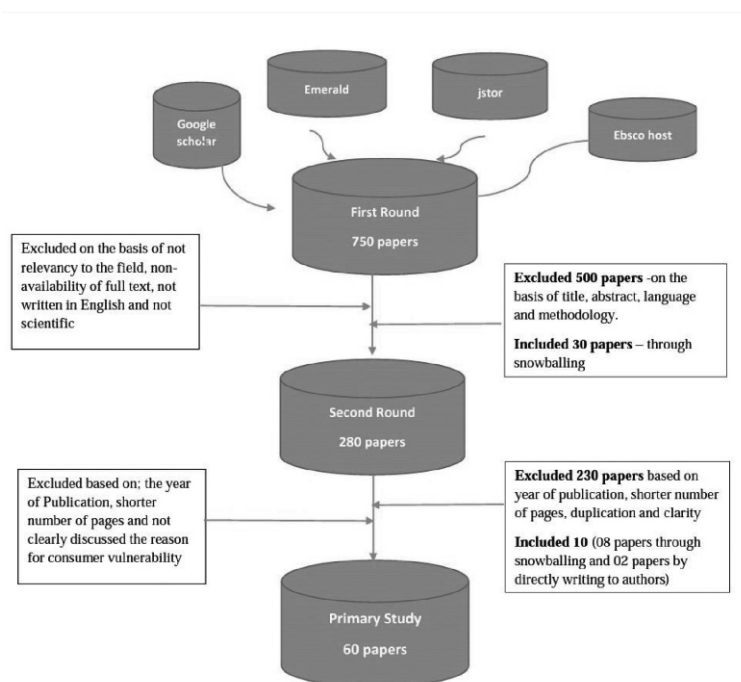 Emerald
jstor
Google
scholar
Ebsco host
First Round
750 papers
Excluded on the basis of not
relevancy to the field, non-
availability of full text, not
written in English and not
scientific
Excluded 500 papers -on the
basis of title, abstract, language
and methodology.
Included 30 papers – through
snowballing
Second Round
280 papers
Excluded based on; the year
of Publication, shorter
number of pages and not
clearly discussed the reason
for consumer vulnerability
Excluded 230 papers based on
year of publication, shorter number
of pages, duplication and clarity
Included 10 (08 papers through
snowballing and 02 papers by
directly writing to authors)
Primary Study
60 papers